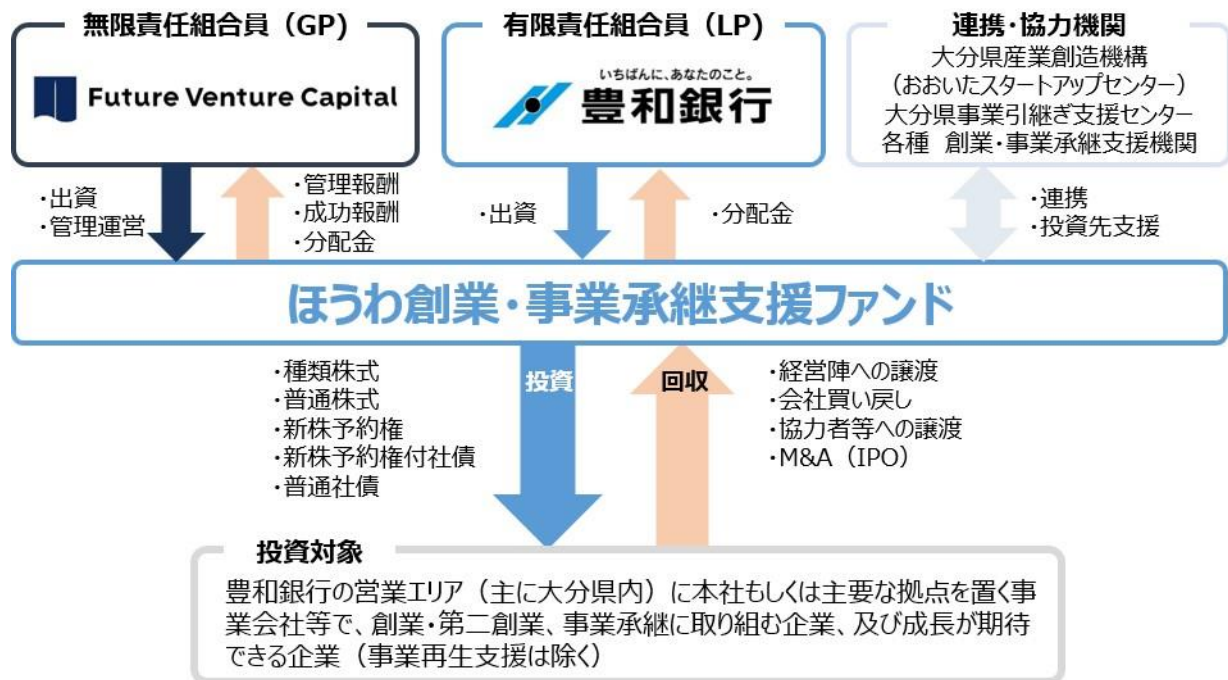 無限責任組合員（GP）
Future Venture Capital
有限責任組合員（LP）
いちばんに、あなたのこと。
豊和銀行
連携・協力機関
大分県産業創造機構
（おおいたスタートアップセンター）
大分県事業引継ぎ支援センター
各種 創業・事業承継支援機関
・出資
・管理運営
・管理報酬
・成功報酬
・分配金
・出資
・分配金
・連携
・投資先支援
ほうわ創業・事業承継支援ファンド
・種類株式
・普通株式
・新株予約権
・新株予約権付社債
・普通社債
投資
回収
・経営陣への譲渡
・会社買い戻し
・協力者等への譲渡
・M&A（IPO）
投資対象
豊和銀行の営業エリア（主に大分県内）に本社もしくは主要な拠点を置く事
業会社等で、創業・第二創業、事業承継に取り組む企業、及び成長が期待
できる企業（事業再生支援は除く）